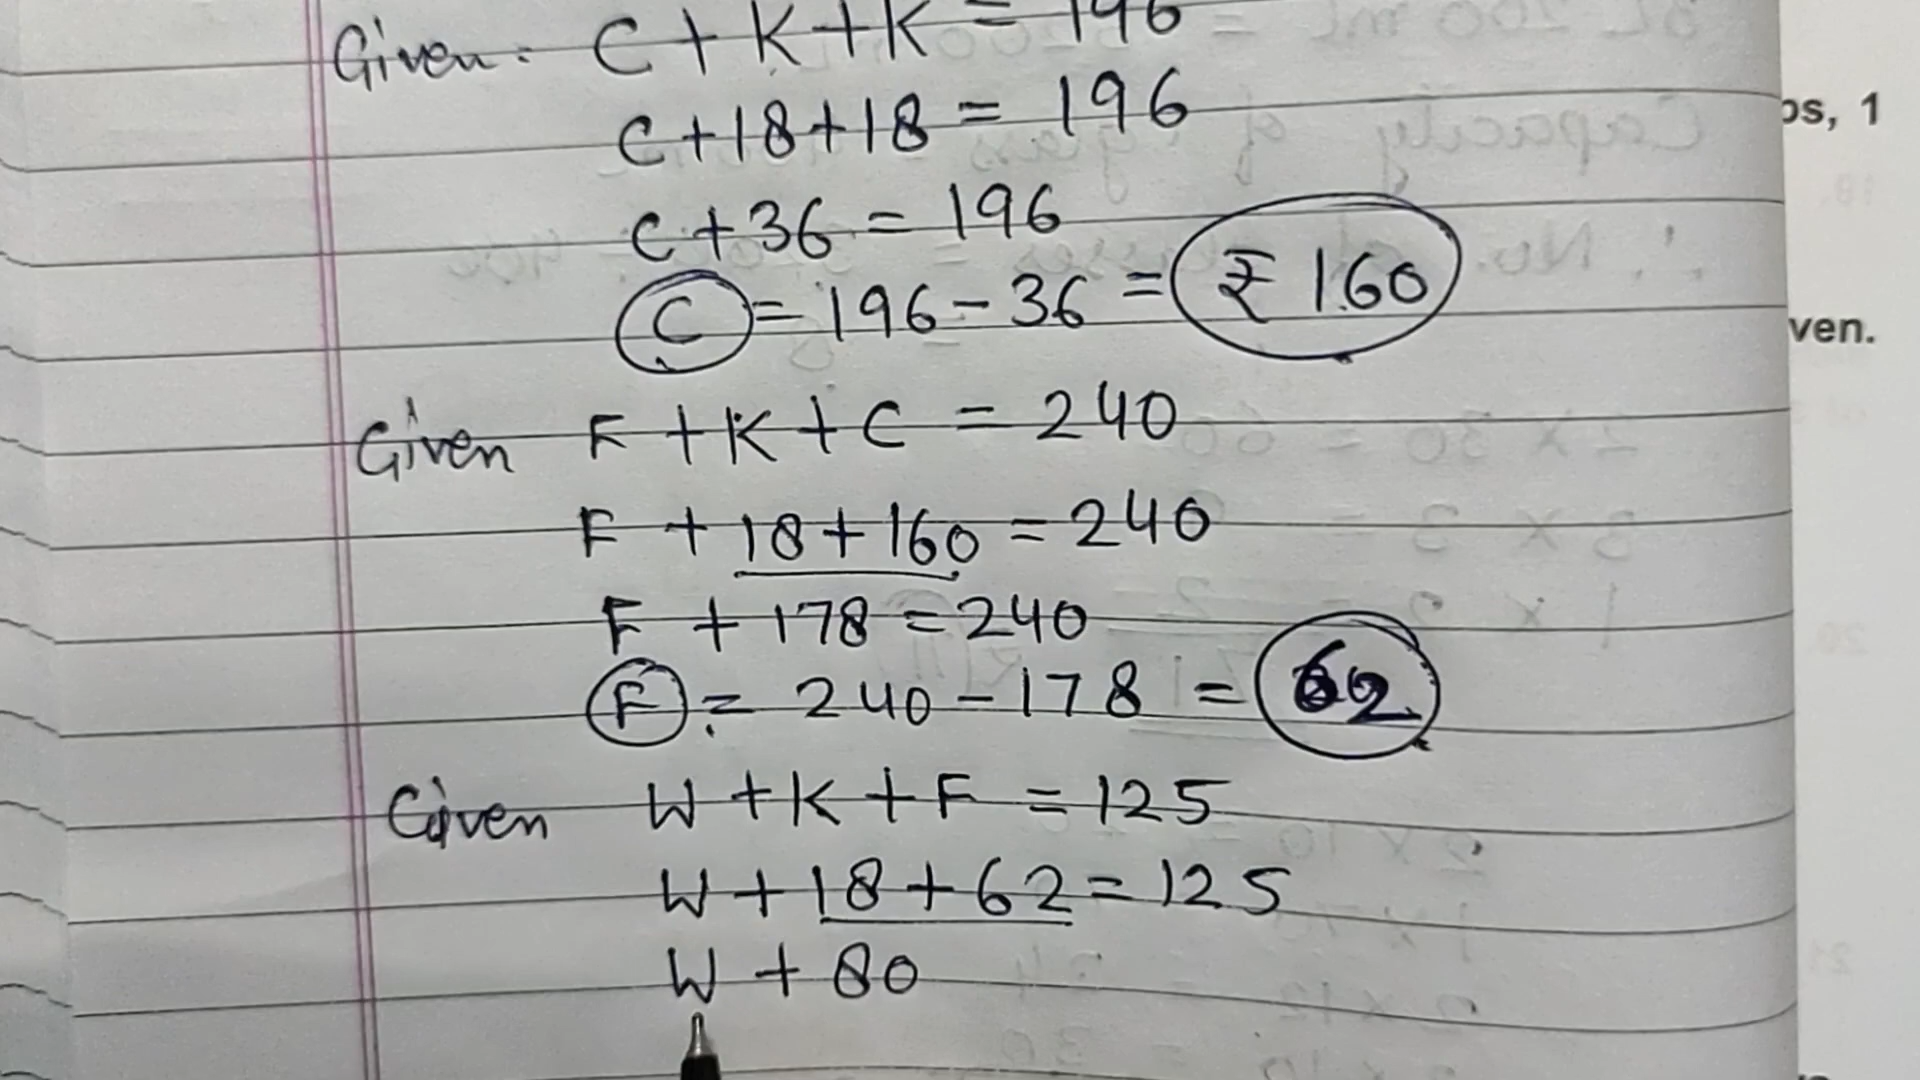 Given: C + K + K = 196
C + 18 + 18 = 196
C + 36 = 196
C = 196 - 36 = ₹ 160
Given F + K + C = 240
F + 18 + 160 = 240
F + 178 = 240
F = 240 - 178 = 62
Given W + K + F = 125
W + 18 + 62 = 125
W + 80
ps, 1
ven.